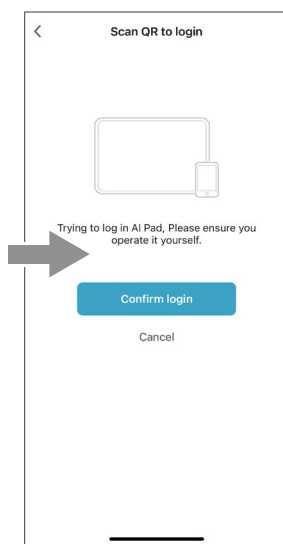 Scan QR to login
Trying to log in AI Pad, Please ensure you
operate it yourself.
Confirm login
Cancel